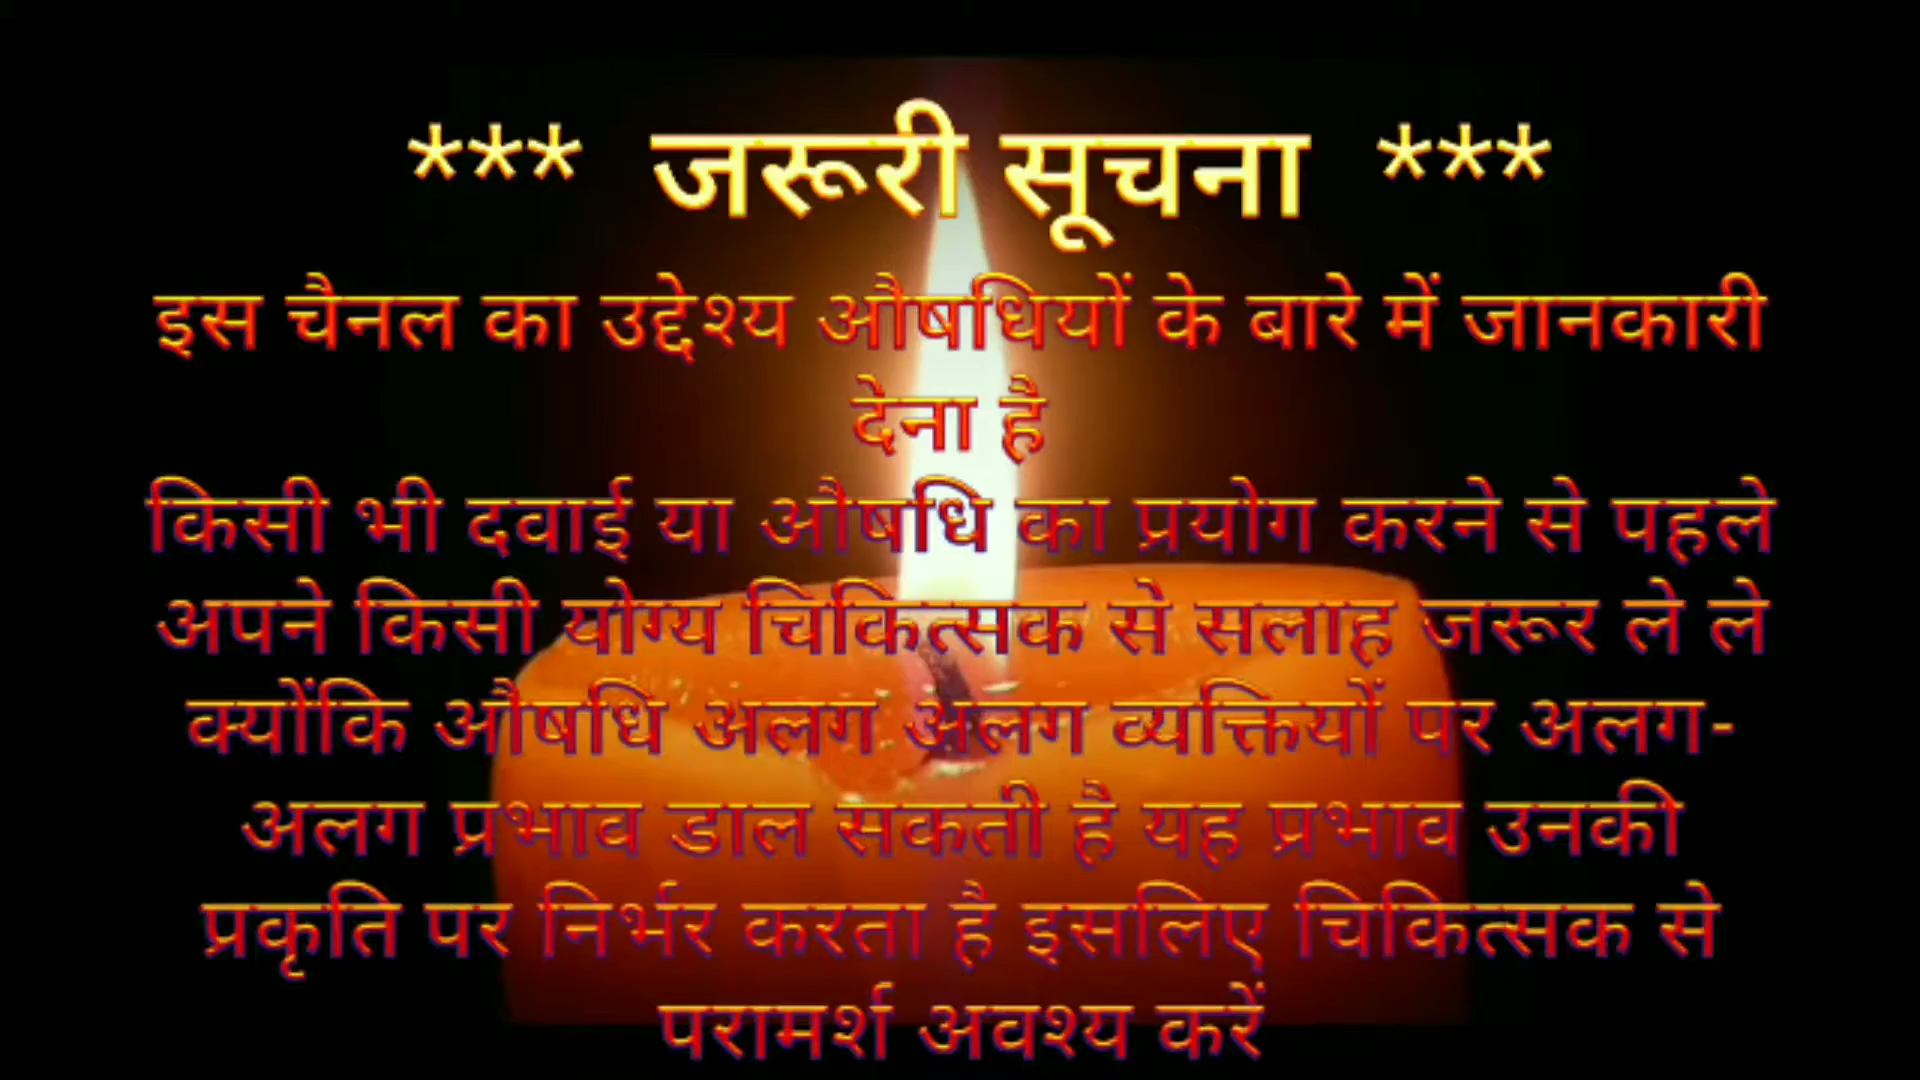 *** जरूरी सूचना ***
इस चैनल का उद्देश्य औषधियों के बारे में जानकारी
देना है
किसी भी दवाई या औषधि का प्रयोग करने से पहले
अपने किसी योग्य चिकित्सक से सलाह जरूर ले ले
क्योंकि औषधि अलग अलग व्यक्तियों पर अलग-
अलग प्रभाव डाल सकती है यह प्रभाव उनकी
प्रकृति पर निर्भर करता है इसलिए चिकित्सक से
परामर्श अवश्य करें